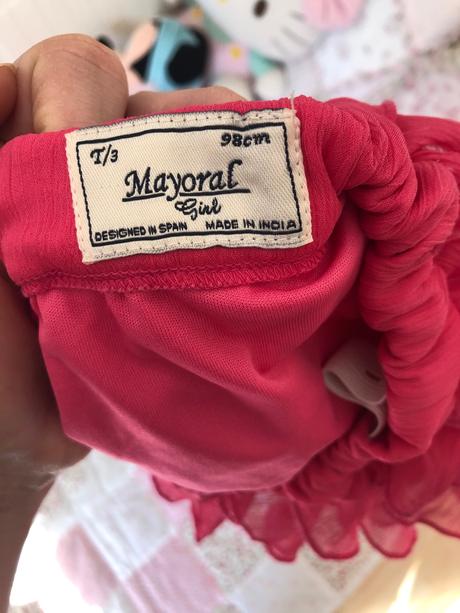 T/3 98cm
Mayoral
Girl
DESIGNED IN SPAIN MADE IN INDIA